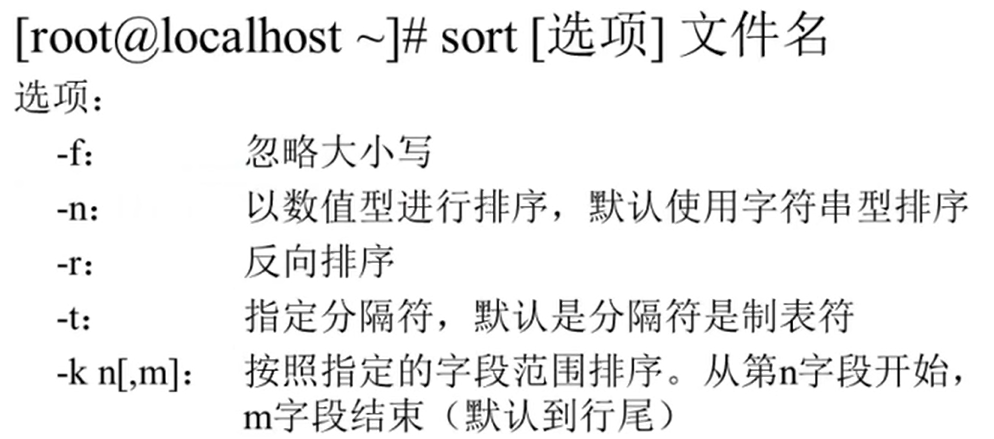 [root@localhost ~]# sort [选项] 文件名
选项：
-f： 忽略大小写
-n： 以数值型进行排序，默认使用字符串型排序
-r： 反向排序
-t： 指定分隔符，默认是分隔符是制表符
-k n[,m]： 按照指定的字段范围排序。从第n字段开始，
m字段结束（默认到行尾）